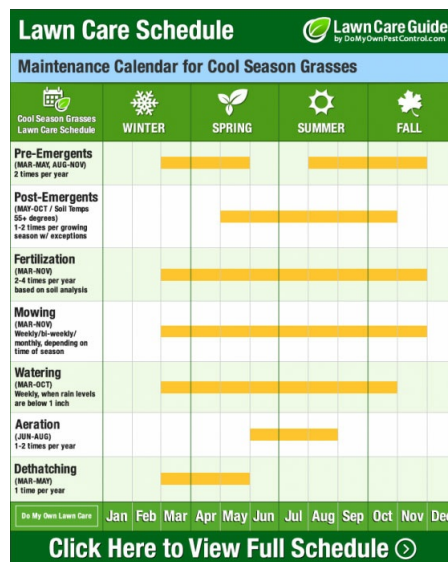 Lawn Care Schedule
Lawn Care Guide
by DoMyOwnPestControl.com
Maintenance Calendar for Cool Season Grasses
Cool Season Grasses
Lawn Care Schedule
WINTER
SPRING
SUMMER
FALL
Pre-Emergents
(MAR-MAY, AUG-NOV)
2 times per year
Post-Emergents
(MAY-OCT / Soil Temps
55+ degrees)
1-2 times per growing
season w/ exceptions
Fertilization
(MAR-NOV)
2-4 times per year
based on soil analysis
Mowing
(MAR-NOV)
Weekly/bi-weekly/
monthly, depending on
time of season
Watering
(MAR-OCT)
Weekly, when rain levels
are below 1 inch
Aeration
(JUN-AUG)
1-2 times per year
Dethatching
(MAR-MAY)
1 time per year
Do My Own Lawn Care
Jan Feb Mar Apr May Jun Jul Aug Sep Oct Nov Dec
Click Here to View Full Schedule